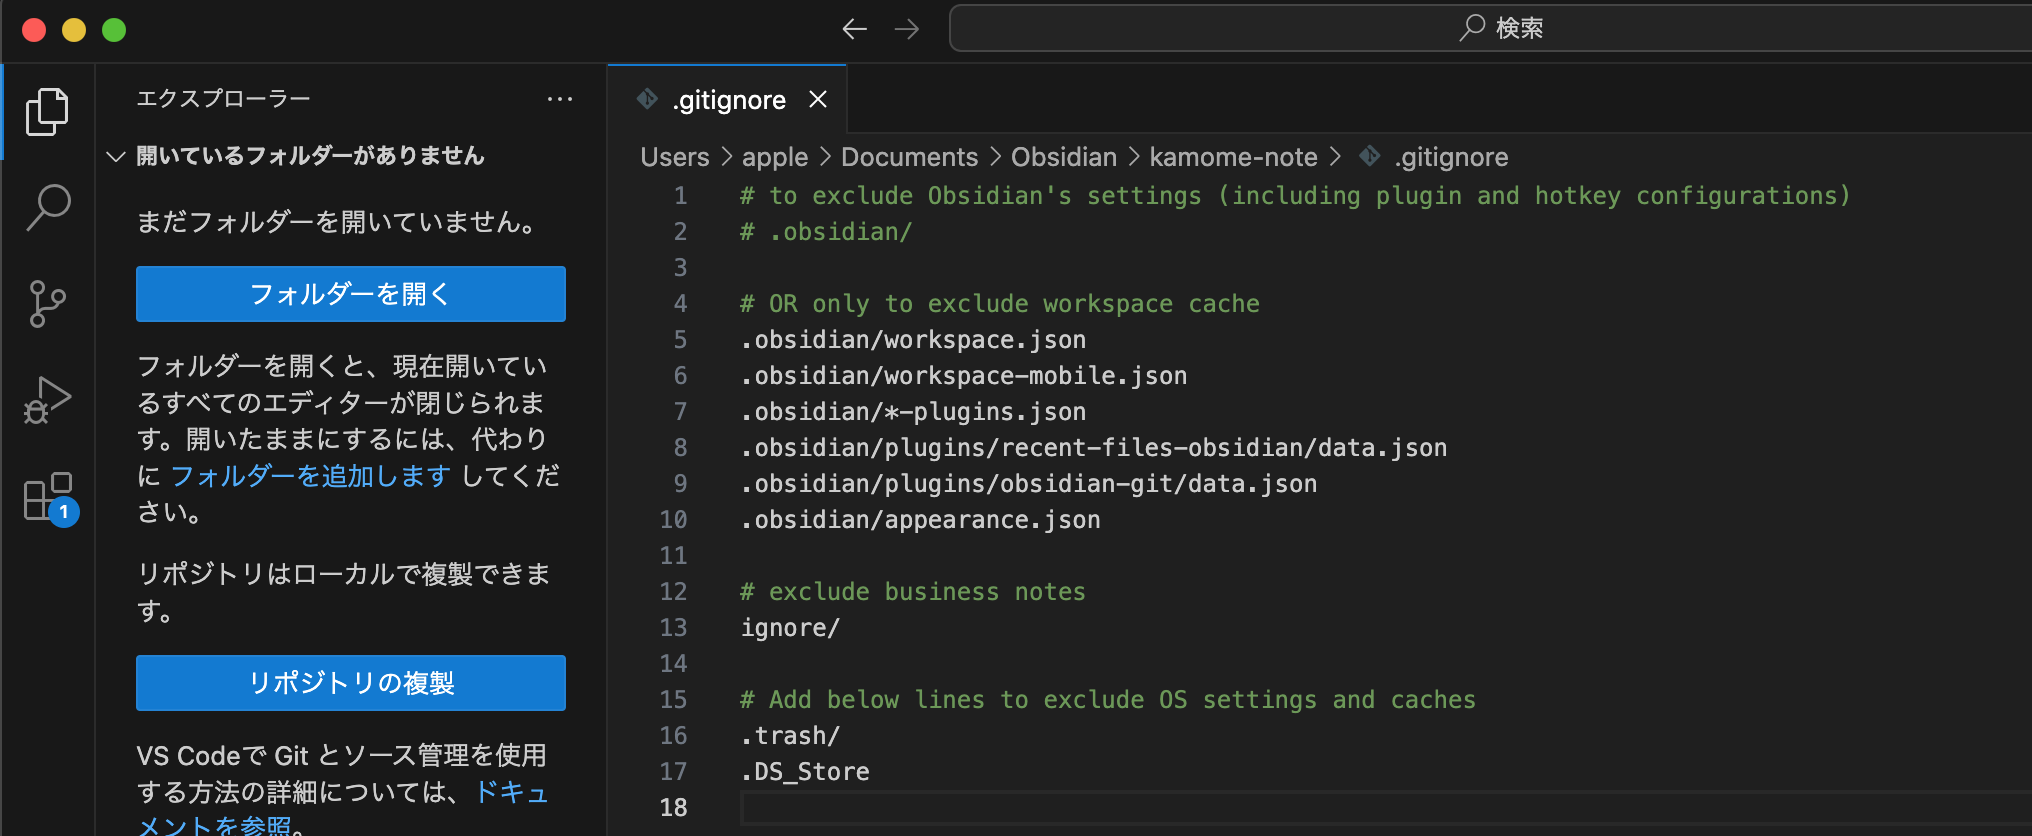 検索
エクスプローラー
開いているフォルダーがありません
まだフォルダーを開いていません。
フォルダーを開く
フォルダーを開くと、現在開いてい
るすべてのエディターが閉じられま
す。開いたままにするには、代わり
に フォルダーを追加します してくだ
さい。
リポジトリはローカルで複製できま
す。
リポジトリの複製
VS Codeで Git とソース管理を使用
する方法の詳細については、ドキュ
メントを参照。
1
.gitignore
Users > apple > Documents > Obsidian > kamome-note > .gitignore
1 # to exclude Obsidian's settings (including plugin and hotkey configurations)
2 # .obsidian/
3
4 # OR only to exclude workspace cache
5 .obsidian/workspace.json
6 .obsidian/workspace-mobile.json
7 .obsidian/*-plugins.json
8 .obsidian/plugins/recent-files-obsidian/data.json
9 .obsidian/plugins/obsidian-git/data.json
10 .obsidian/appearance.json
11
12 # exclude business notes
13 ignore/
14
15 # Add below lines to exclude OS settings and caches
16 .trash/
17 .DS_Store
18